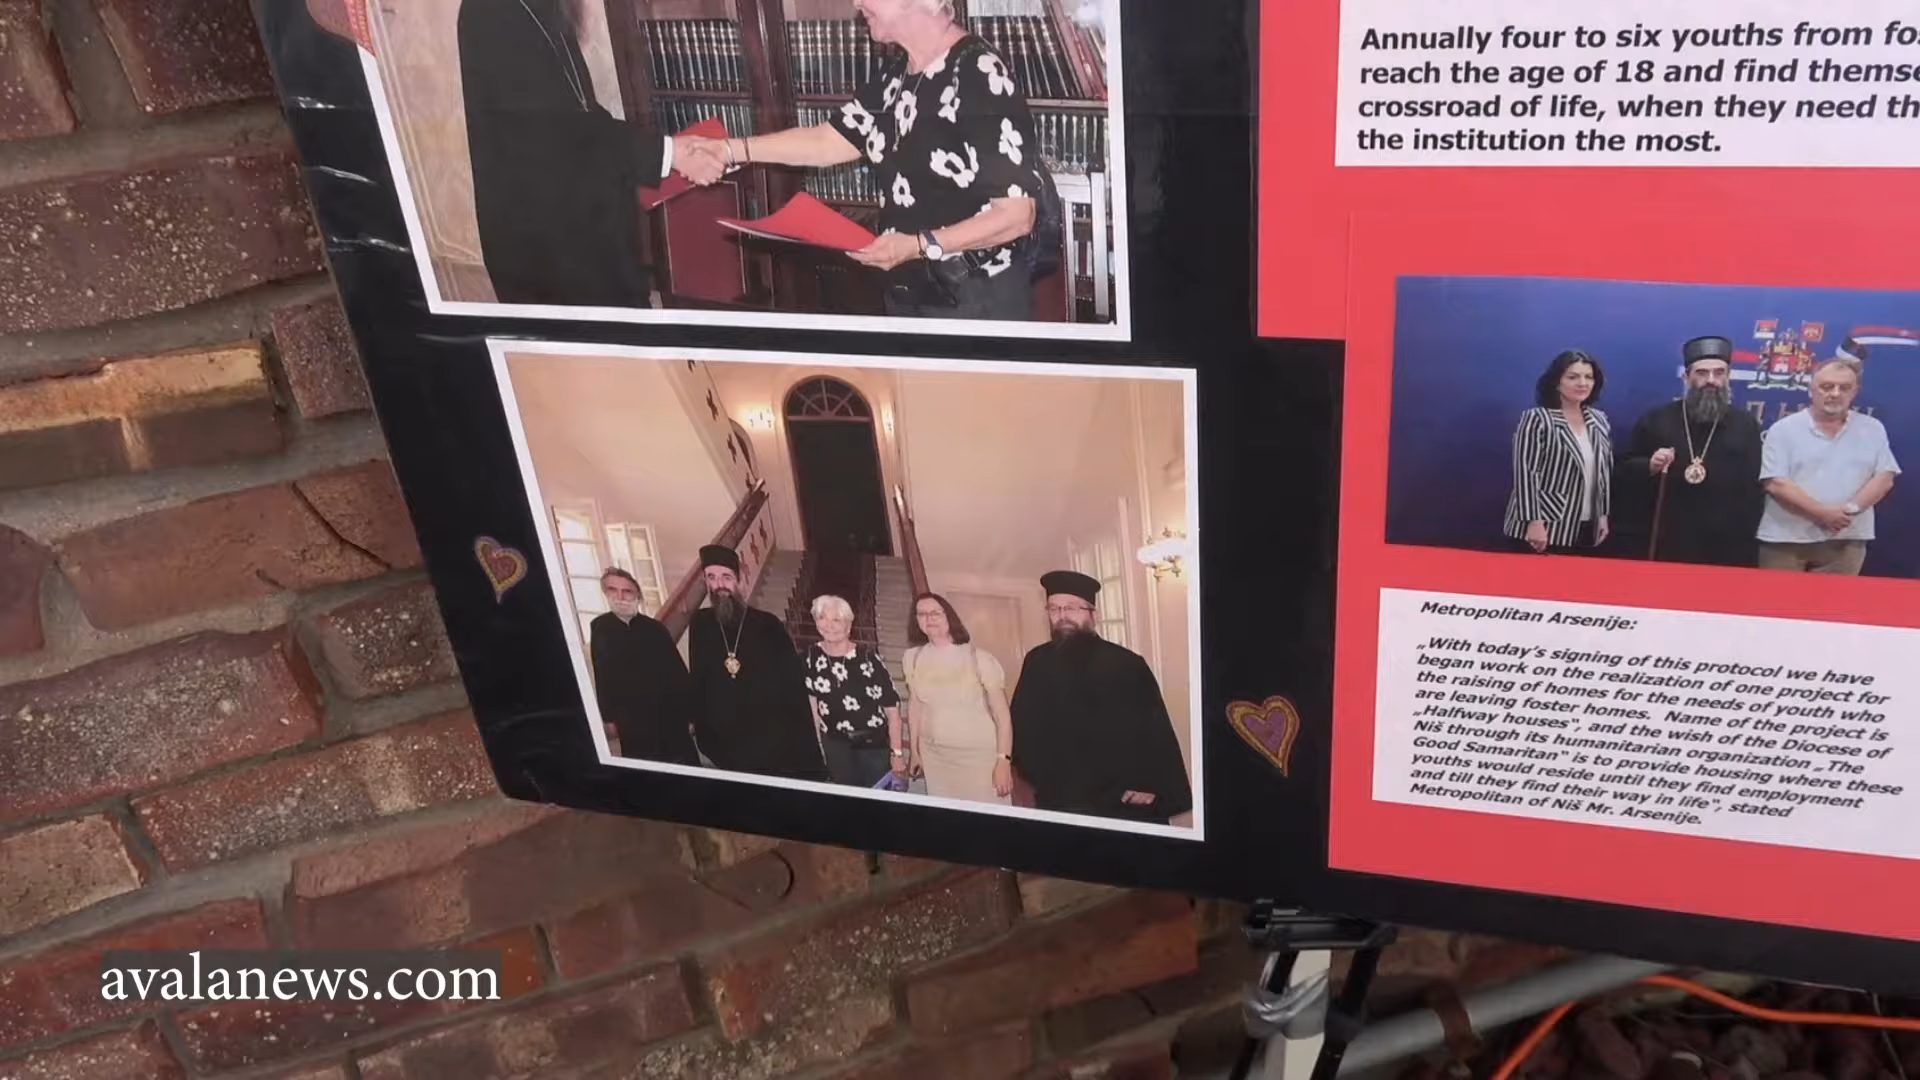 Annually four to six youths from
reach the age of 18 and find
crossroad of life, when they need
the institution the most.
Metropolitan Arsenije:
„With today's signing of this protocol we have
began work on the realization of one project for
the raising of homes for the needs of youth who
are leaving foster homes. Name of the project is
„Halfway houses", and the wish of the Diocese of
Niš through its humanitarian organization „The
Good Samaritan" is to provide housing where these
youths would reside until they find employment
and till they find their way in life", stated
Metropolitan of Niš Mr. Arsenije.
avalanews.com